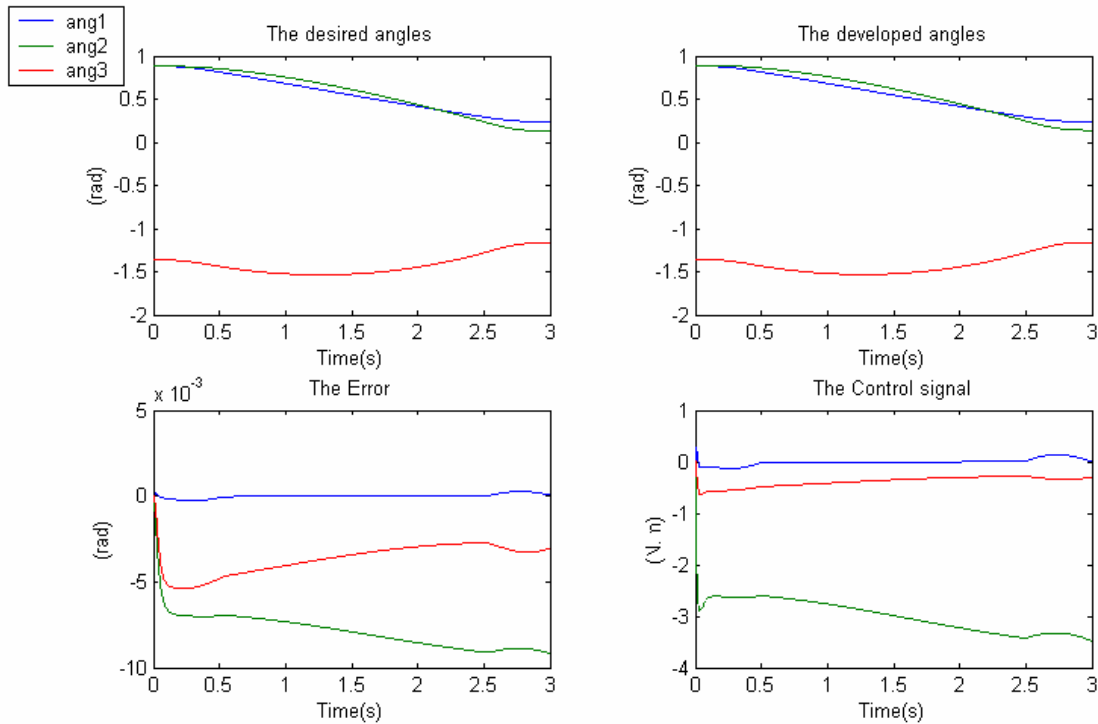 ang1
ang2
ang3
The desired angles
1
0.5
0
-0.5
-1
-1.5
-2
(rad)
0 0.5 1 1.5 2 2.5 3
Time(s)
The developed angles
1
0.5
0
-0.5
-1
-1.5
-2
(rad)
0 0.5 1 1.5 2 2.5 3
Time(s)
x 10-3
The Error
5
0
-5
-10
(rad)
0 0.5 1 1.5 2 2.5 3
Time(s)
The Control signal
1
0
-1
-2
-3
-4
(N. n)
0 0.5 1 1.5 2 2.5 3
Time(s)